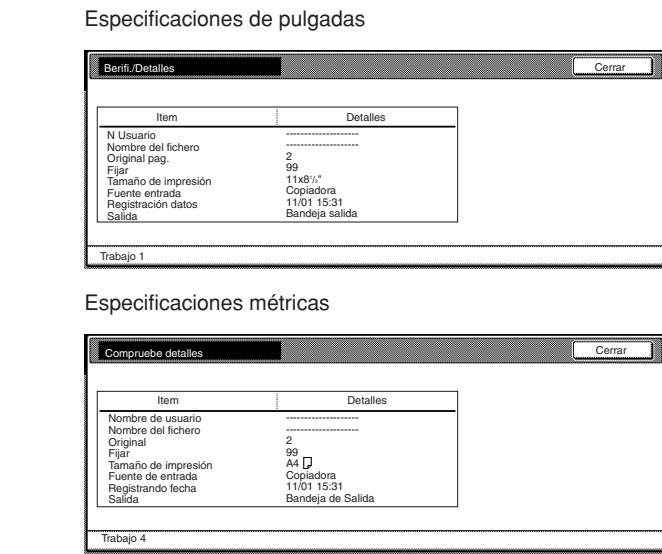 Especificaciones de pulgadas
Berifi./Detalles Cerrar
Item Detalles
N Usuario -------------------
Nombre del fichero -------------------
Original pag. 2
Fijar 99
Tamaño de impresión 11x8½"
Fuente entrada Copiadora
Registración datos 11/01 15:31
Salida Bandeja salida
Trabajo 1
Especificaciones métricas
Compruebe detalles Cerrar
Item Detalles
Nombre de usuario -------------------
Nombre del fichero -------------------
Original 2
Fijar 99
Tamaño de impresión A4
Fuente de entrada Copiadora
Registrando fecha 11/01 15:31
Salida Bandeja de Salida
Trabajo 4